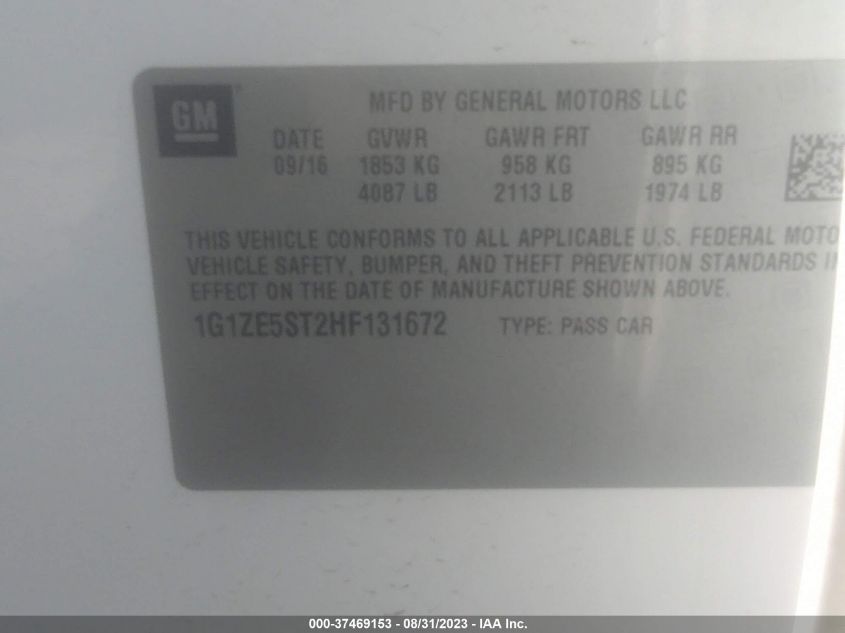 GM
MFD BY GENERAL MOTORS LLC
DATE GVWR GAWR FRT GAWR RR
09/16 1853 KG 958 KG 895 KG
4087 LB 2113 LB 1974 LB
THIS VEHICLE CONFORMS TO ALL APPLICABLE U.S. FEDERAL MOTO
VEHICLE SAFETY, BUMPER, AND THEFT PREVENTION STANDARDS IN
EFFECT ON THE DATE OF MANUFACTURE SHOWN ABOVE.
1G1ZE5ST2HF131672 TYPE: PASS CAR
000-37469153 - 08/31/2023 - IAA Inc.